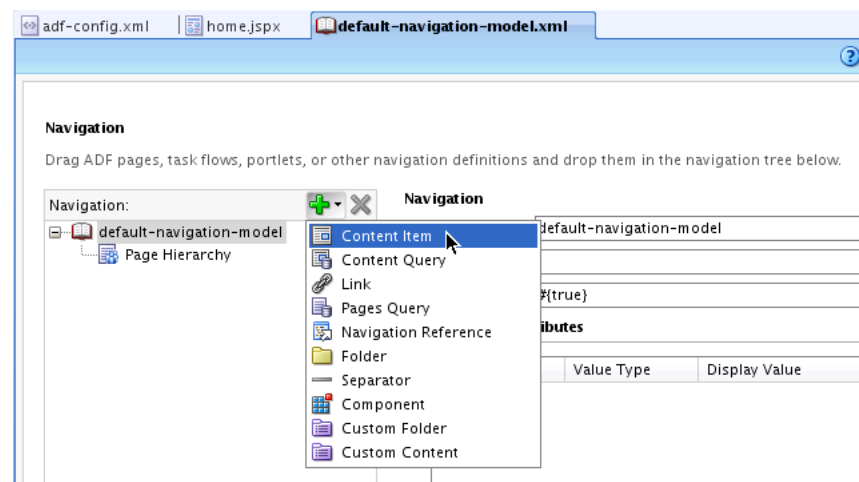 adf-config.xml home.jspx default-navigation-model.xml
?
Navigation
Drag ADF pages, task flows, portlets, or other navigation definitions and drop them in the navigation tree below.
Navigation:
default-navigation-model
Page Hierarchy
Content Item
Content Query
Link
Pages Query
Navigation Reference
Folder
Separator
Component
Custom Folder
Custom Content
Navigation
default-navigation-model
#{true}
ibutes
Value Type Display Value